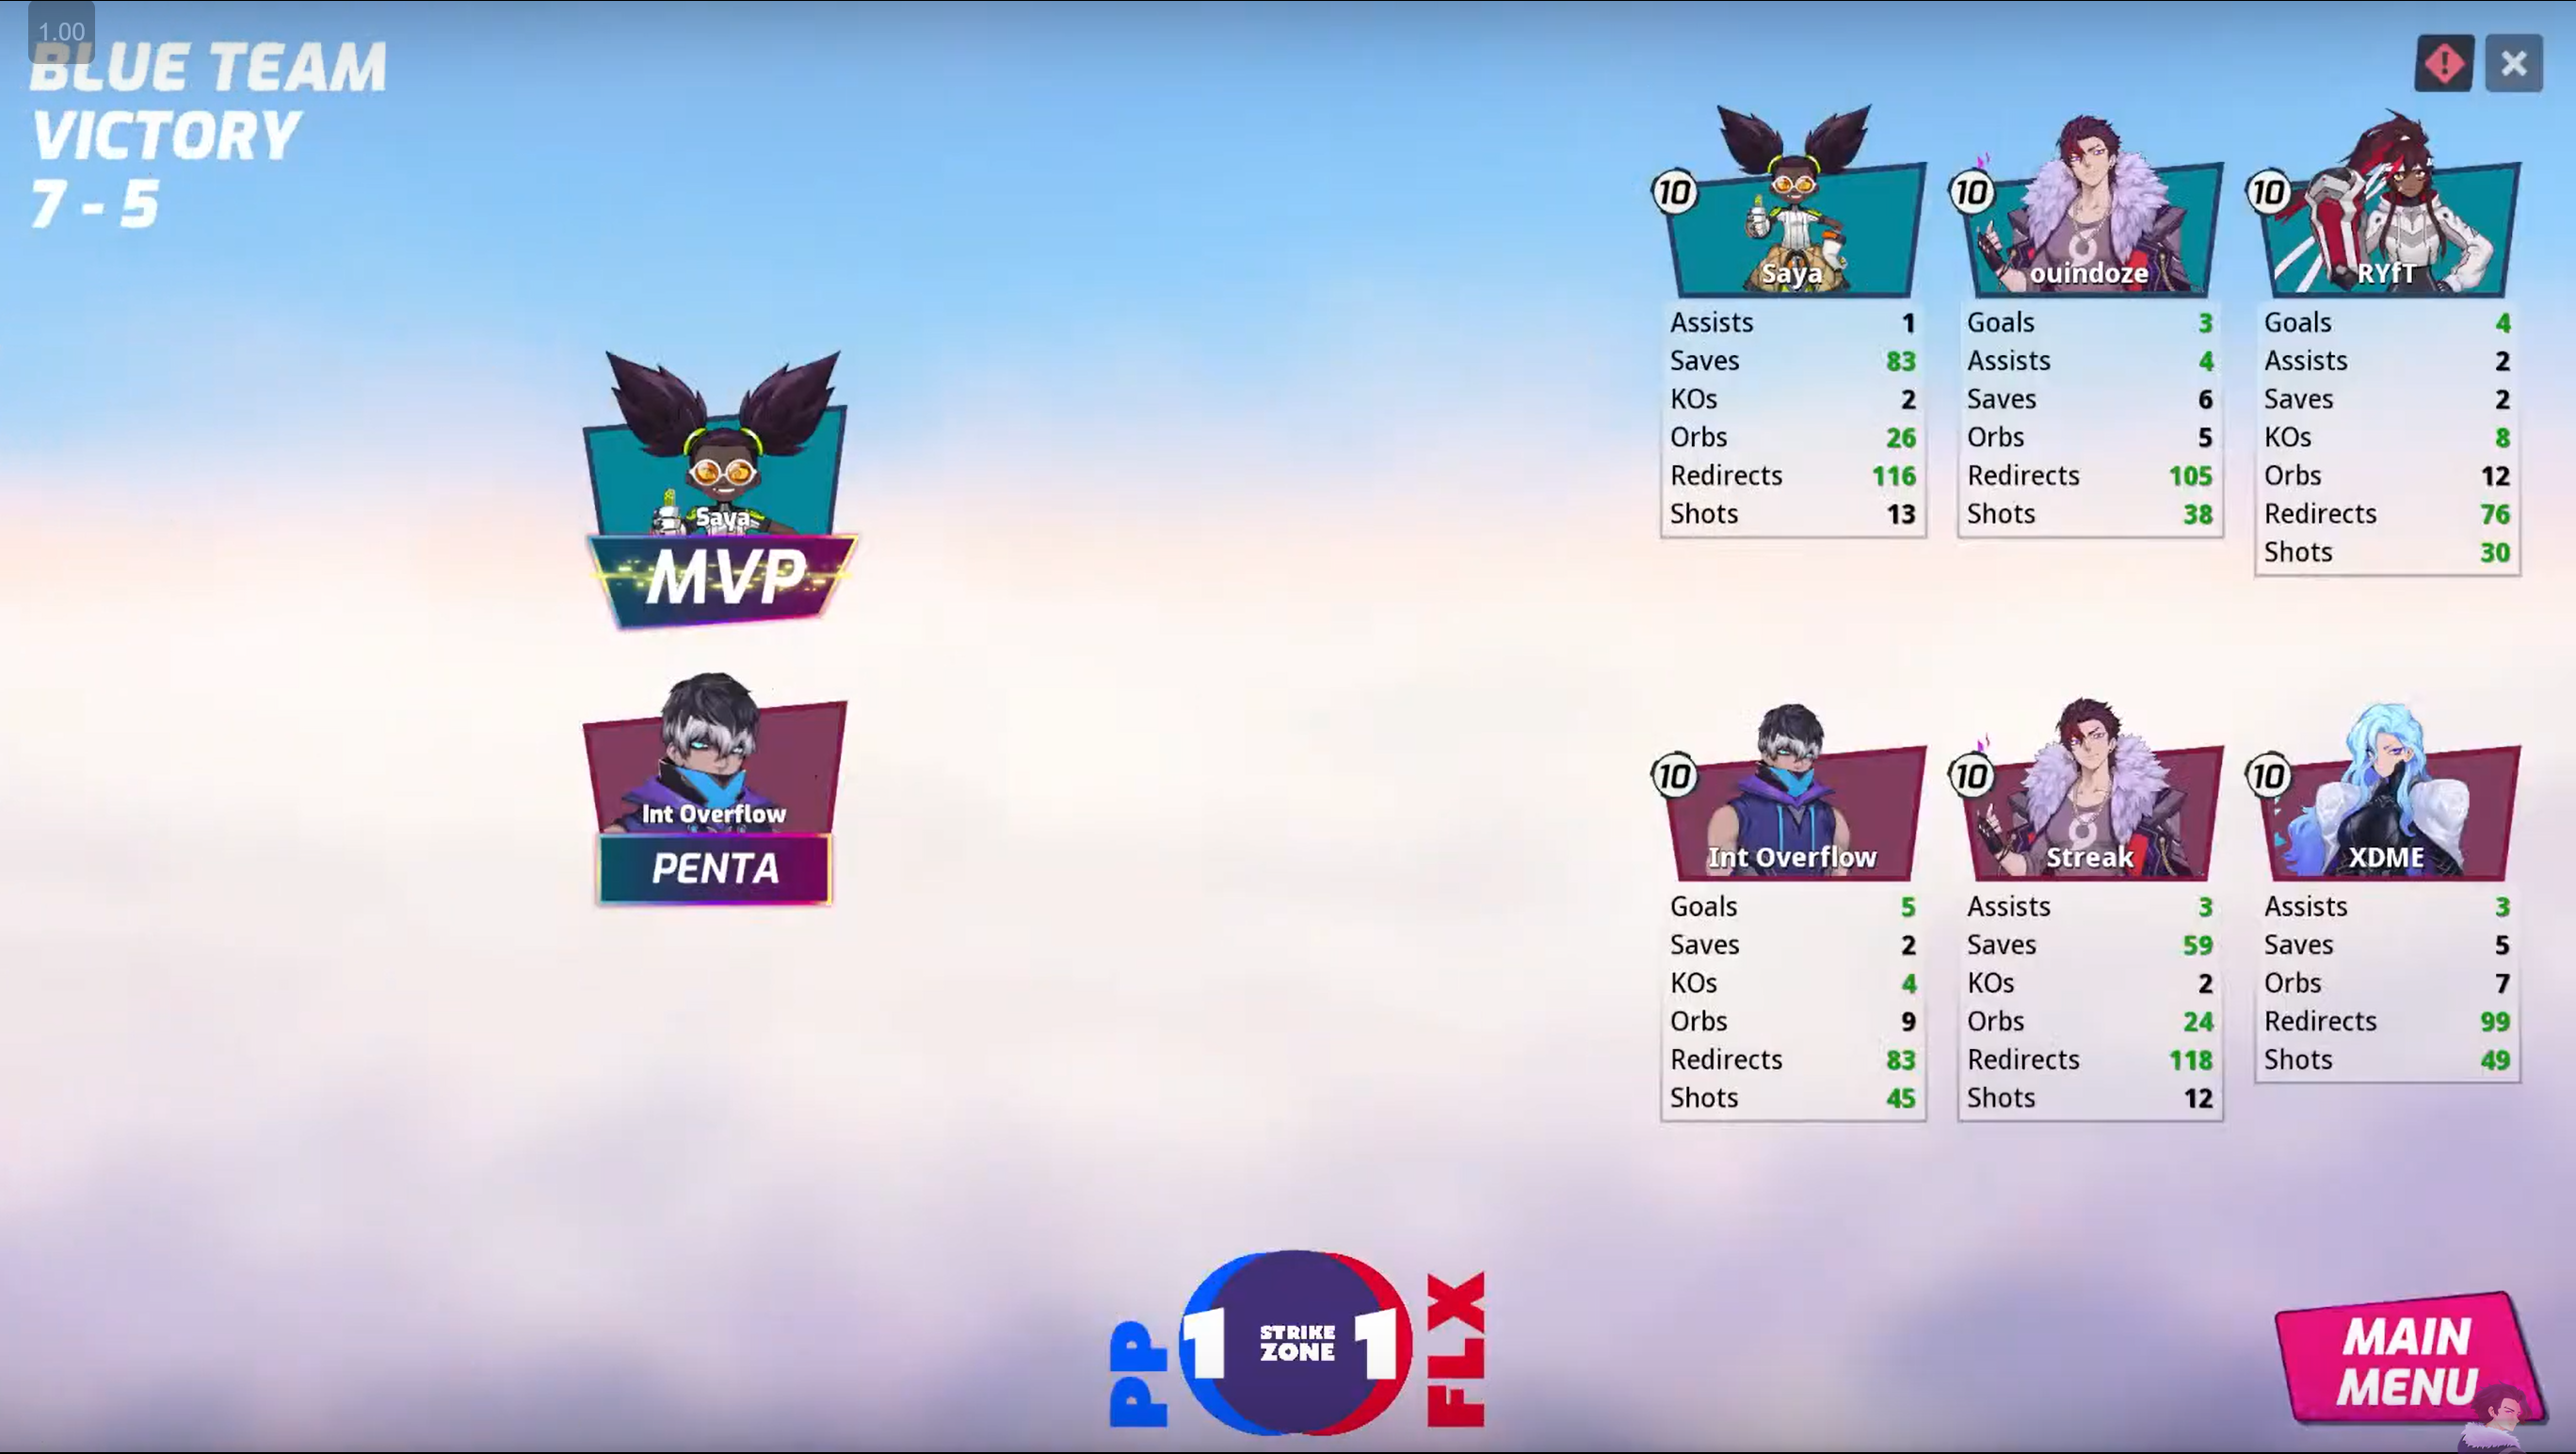 1.00
BLUE TEAM
VICTORY
7 - 5
Saya
MVP
Int Overflow
PENTA
10
Saya
Assists 1
Saves 83
KOs 2
Orbs 26
Redirects 116
Shots 13
10
ouindoze
Goals 3
Assists 4
Saves 6
Orbs 5
Redirects 105
Shots 38
10
RYfT
Goals 4
Assists 2
Saves 2
KOs 8
Orbs 12
Redirects 76
Shots 30
10
Int Overflow
Goals 5
Saves 2
KOs 4
Orbs 9
Redirects 83
Shots 45
10
Streak
Assists 3
Saves 59
KOs 2
Orbs 24
Redirects 118
Shots 12
10
XDME
Assists 3
Saves 5
Orbs 7
Redirects 99
Shots 49
PP
1
STRIKE
ZONE
1
FLX
MAIN
MENU